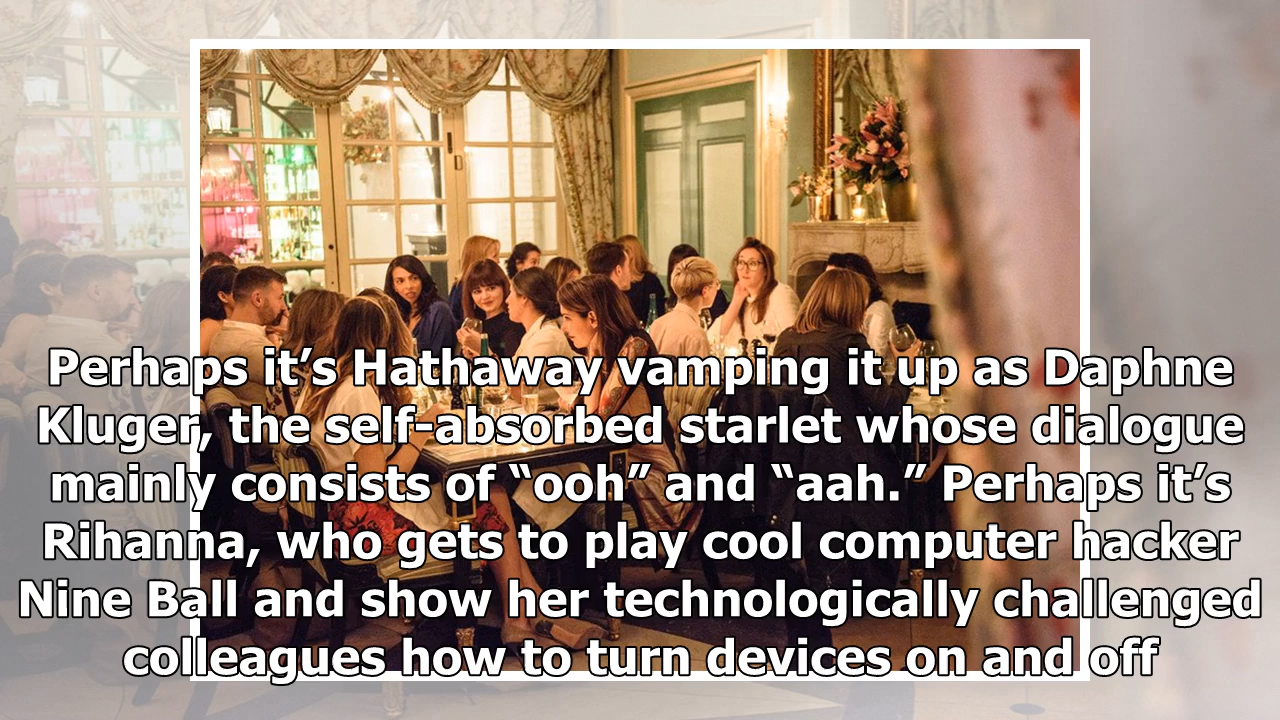 Perhaps it’s Hathaway vamping it up as Daphne
Kluger, the self-absorbed starlet whose dialogue
mainly consists of “ooh” and “aah.” Perhaps it’s
Rihanna, who gets to play cool computer hacker
Nine Ball and show her technologically challenged
colleagues how to turn devices on and off